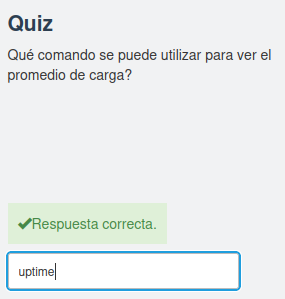 Quiz
Qué comando se puede utilizar para ver el
promedio de carga?
✔Respuesta correcta.
uptime